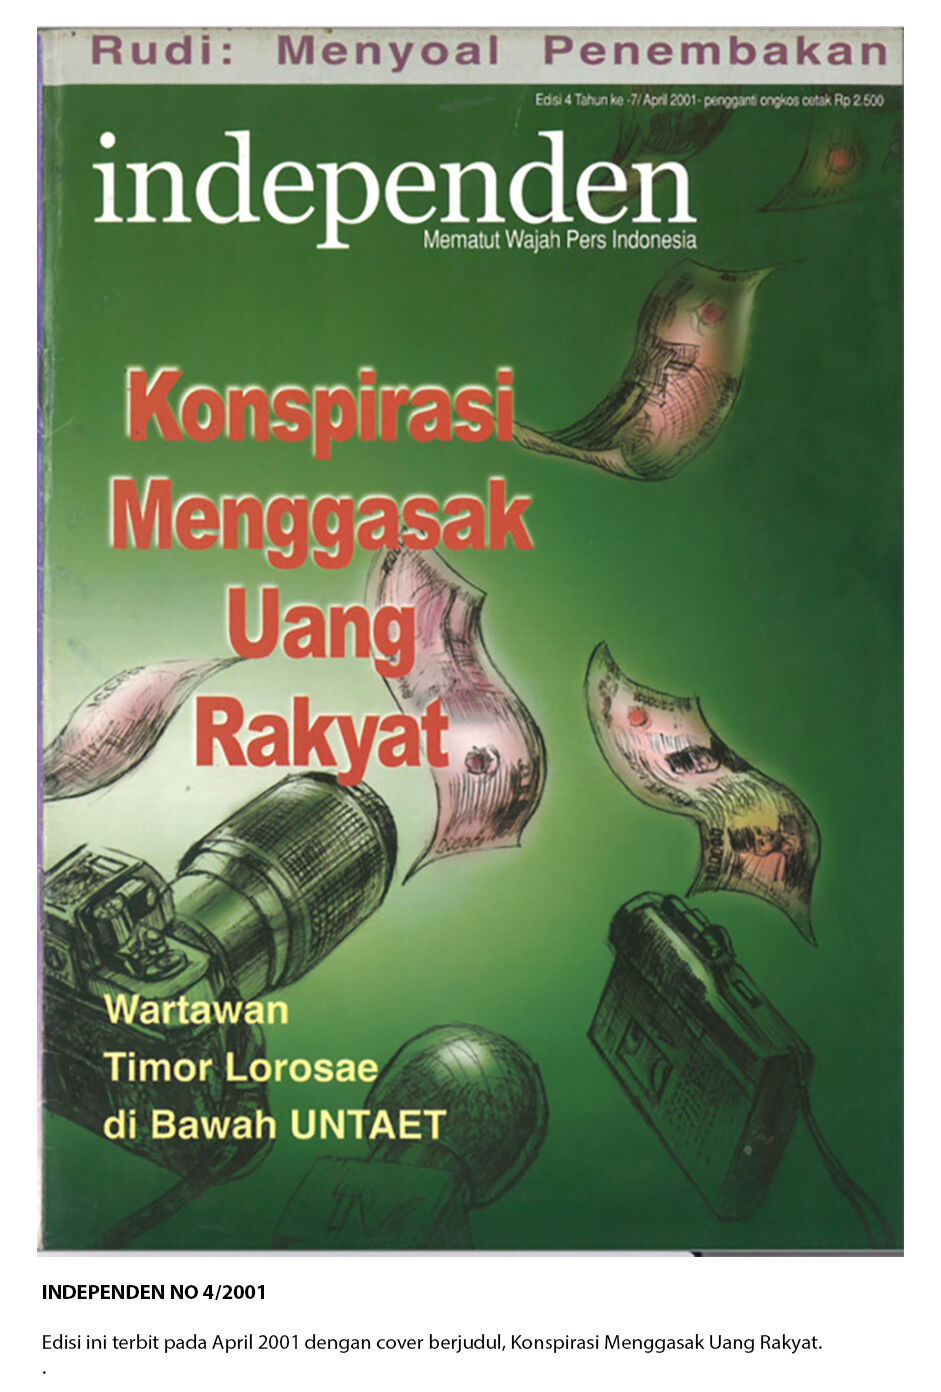 Rudi: Menyoal Penembakan
Edisi 4 Tahun ke -7/ April 2001- pengganti ongkos cetak Rp 2.500
independen
Mematut Wajah Pers Indonesia
Konspirasi
Menggasak
Uang
Rakyat
Wartawan
Timor Lorosae
di Bawah UNTAET
INDEPENDEN NO 4/2001
Edisi ini terbit pada April 2001 dengan cover berjudul, Konspirasi Menggasak Uang Rakyat.
.